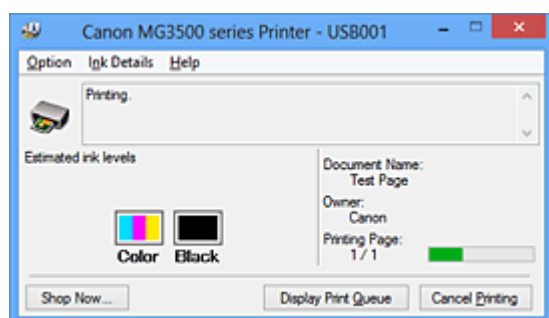 Canon MG3500 series Printer - USB001
Option Ink Details Help
Printing.
Estimated ink levels
Document Name:
Test Page
Owner:
Canon
Printing Page:
1 / 1
Color Black
Shop Now... Display Print Queue Cancel Printing